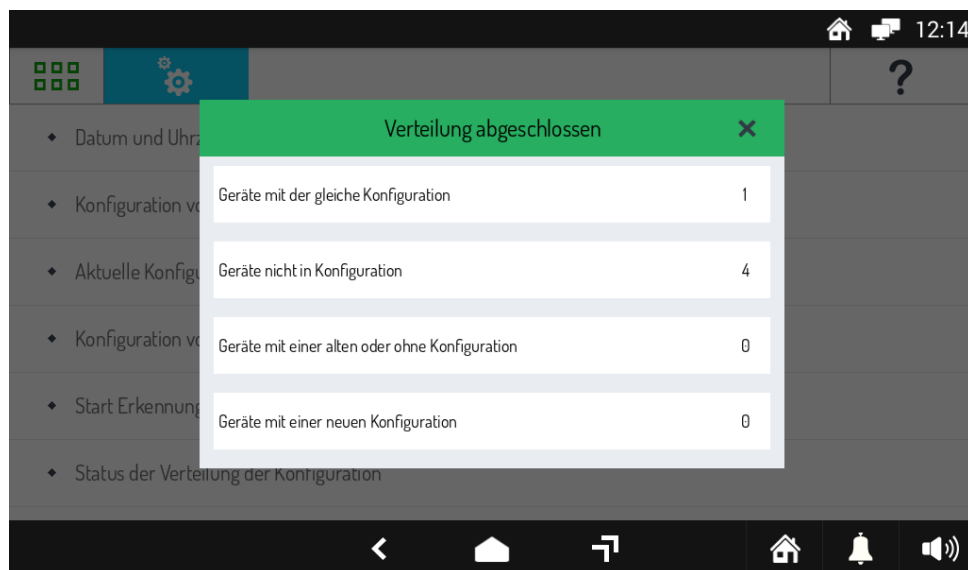 12:14
?
Verteilung abgeschlossen
Datum und Uhrz
Geräte mit der gleiche Konfiguration 1
Konfiguration vo
Geräte nicht in Konfiguration 4
Aktuelle Konfigu
Konfiguration vo
Geräte mit einer alten oder ohne Konfiguration 0
Start Erkennung
Geräte mit einer neuen Konfiguration 0
Status der Verteilung der Konfiguration